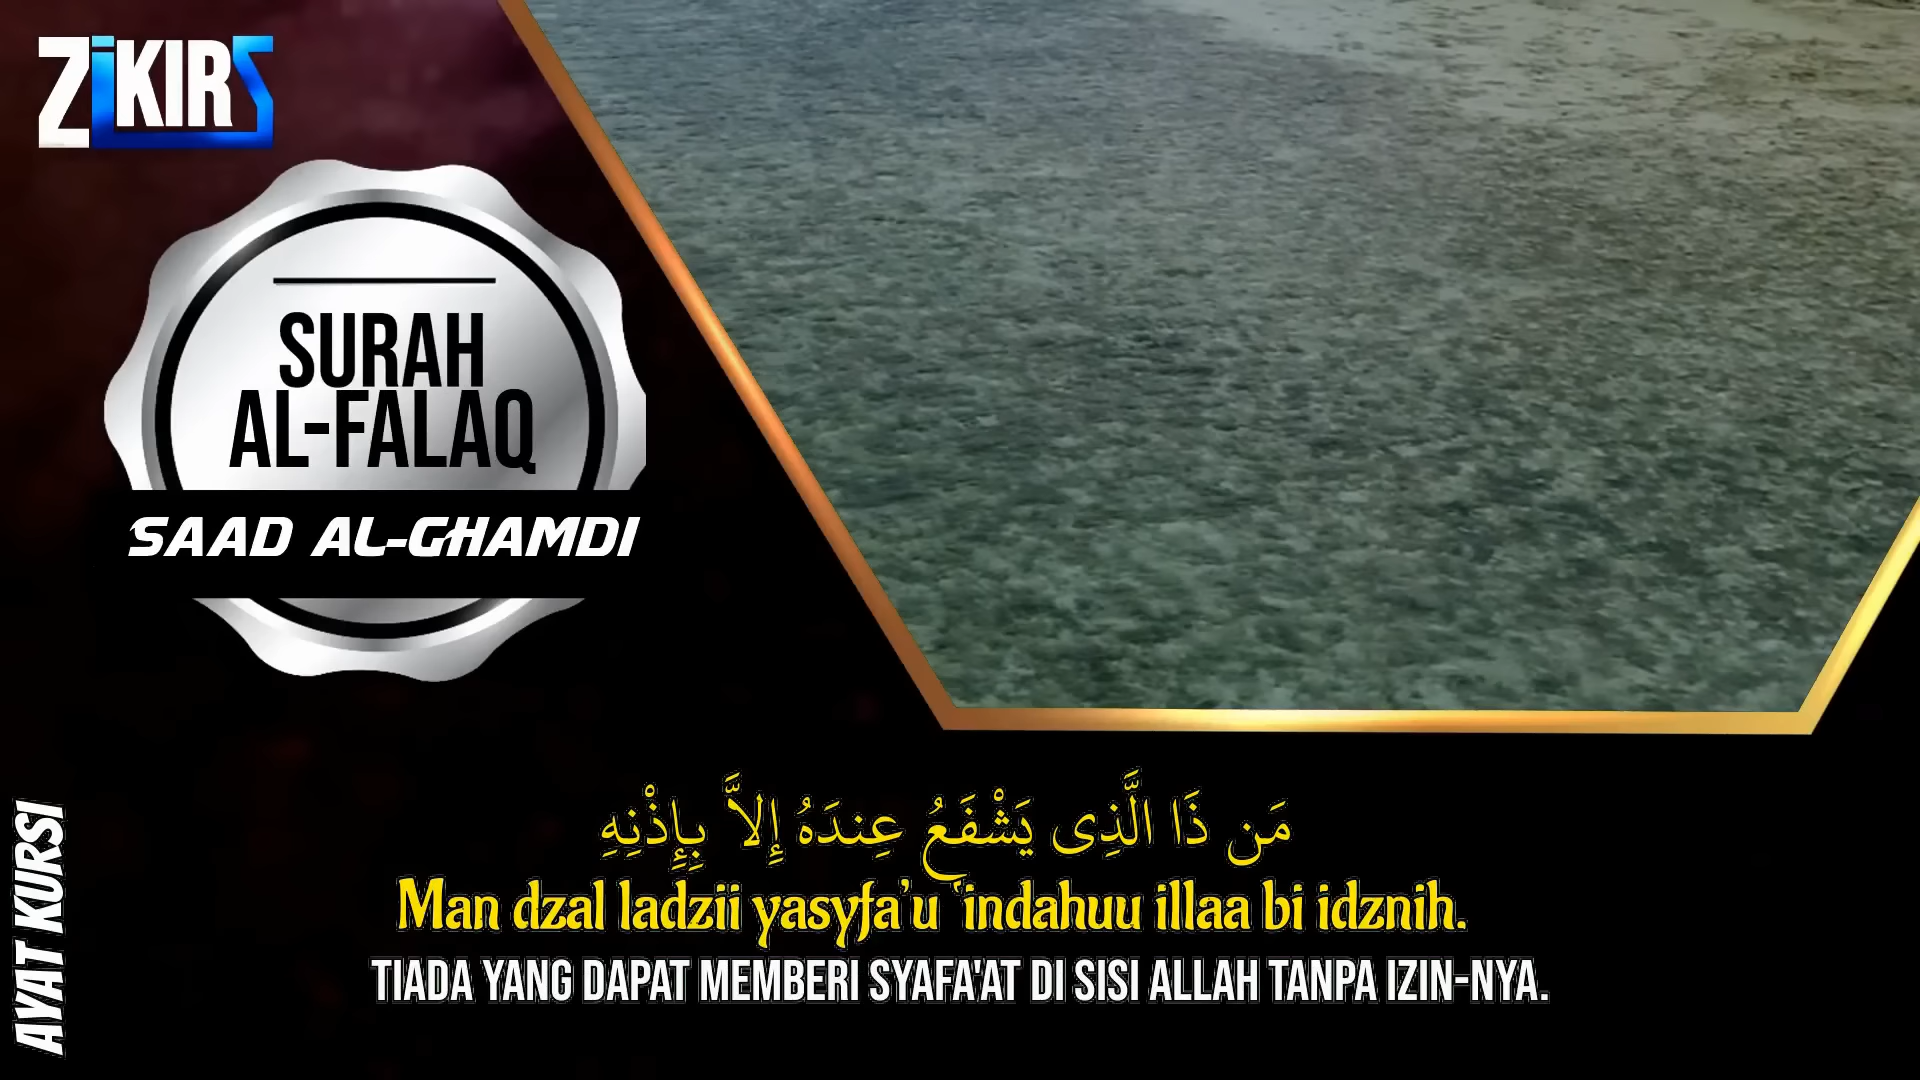 ZIKIRS
SURAH
AL-FALAQ
SAAD AL-GHAMDI
AYAT KURSI
مَن ذَا الَّذِى يَشْفَعُ عِندَهُ إِلاَّ بِإِذْنِهِ
Man dzal ladzii yasyfa’u ‘indahuu illaa bi idznih.
TIADA YANG DAPAT MEMBERI SYAFA'AT DI SISI ALLAH TANPA IZIN-NYA.